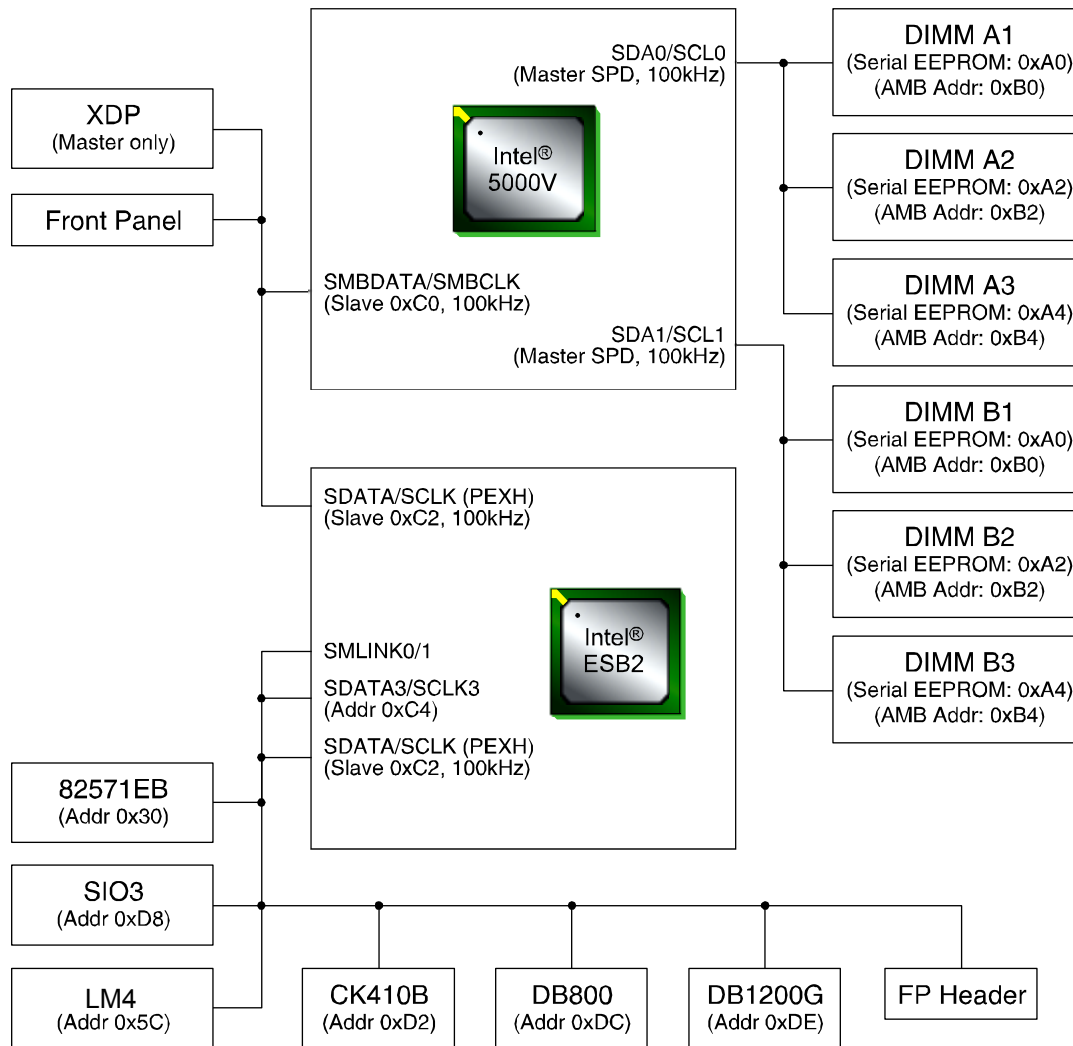 XDP
(Master only)
Front Panel
SDA0/SCL0
(Master SPD, 100kHz)
Intel®
5000V
SMBDATA/SMBCLK
(Slave 0xC0, 100kHz)
SDA1/SCL1
(Master SPD, 100kHz)
DIMM A1
(Serial EEPROM: 0xA0)
(AMB Addr: 0xB0)
DIMM A2
(Serial EEPROM: 0xA2)
(AMB Addr: 0xB2)
DIMM A3
(Serial EEPROM: 0xA4)
(AMB Addr: 0xB4)
DIMM B1
(Serial EEPROM: 0xA0)
(AMB Addr: 0xB0)
DIMM B2
(Serial EEPROM: 0xA2)
(AMB Addr: 0xB2)
DIMM B3
(Serial EEPROM: 0xA4)
(AMB Addr: 0xB4)
SDATA/SCLK (PEXH)
(Slave 0xC2, 100kHz)
Intel®
ESB2
SMLINK0/1
SDATA3/SCLK3
(Addr 0xC4)
SDATA/SCLK (PEXH)
(Slave 0xC2, 100kHz)
82571EB
(Addr 0x30)
SIO3
(Addr 0xD8)
LM4
(Addr 0x5C)
CK410B
(Addr 0xD2)
DB800
(Addr 0xDC)
DB1200G
(Addr 0xDE)
FP Header